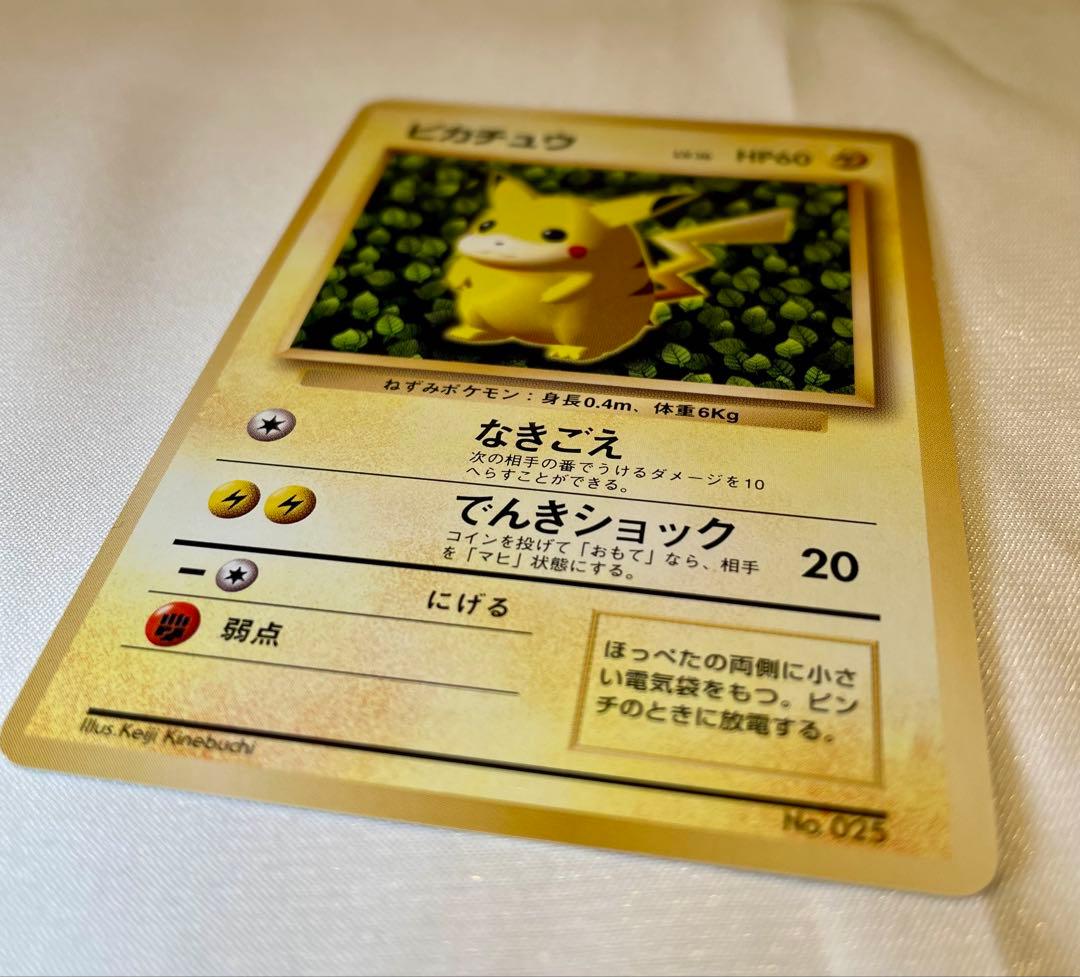 ピカチュウ HP60
ねずみポケモン：身長0.4m、体重6Kg
なきごえ
次の相手の番でうけるダメージを10
へらすことができる。
でんきショック 20
コインを投げて「おもて」なら、相手
を「マヒ」状態にする。
にげる
弱点
ほっぺたの両側に小さ
い電気袋をもつ。ピン
チのときに放電する。
Illus. Keiji Kinebuchi
No. 025